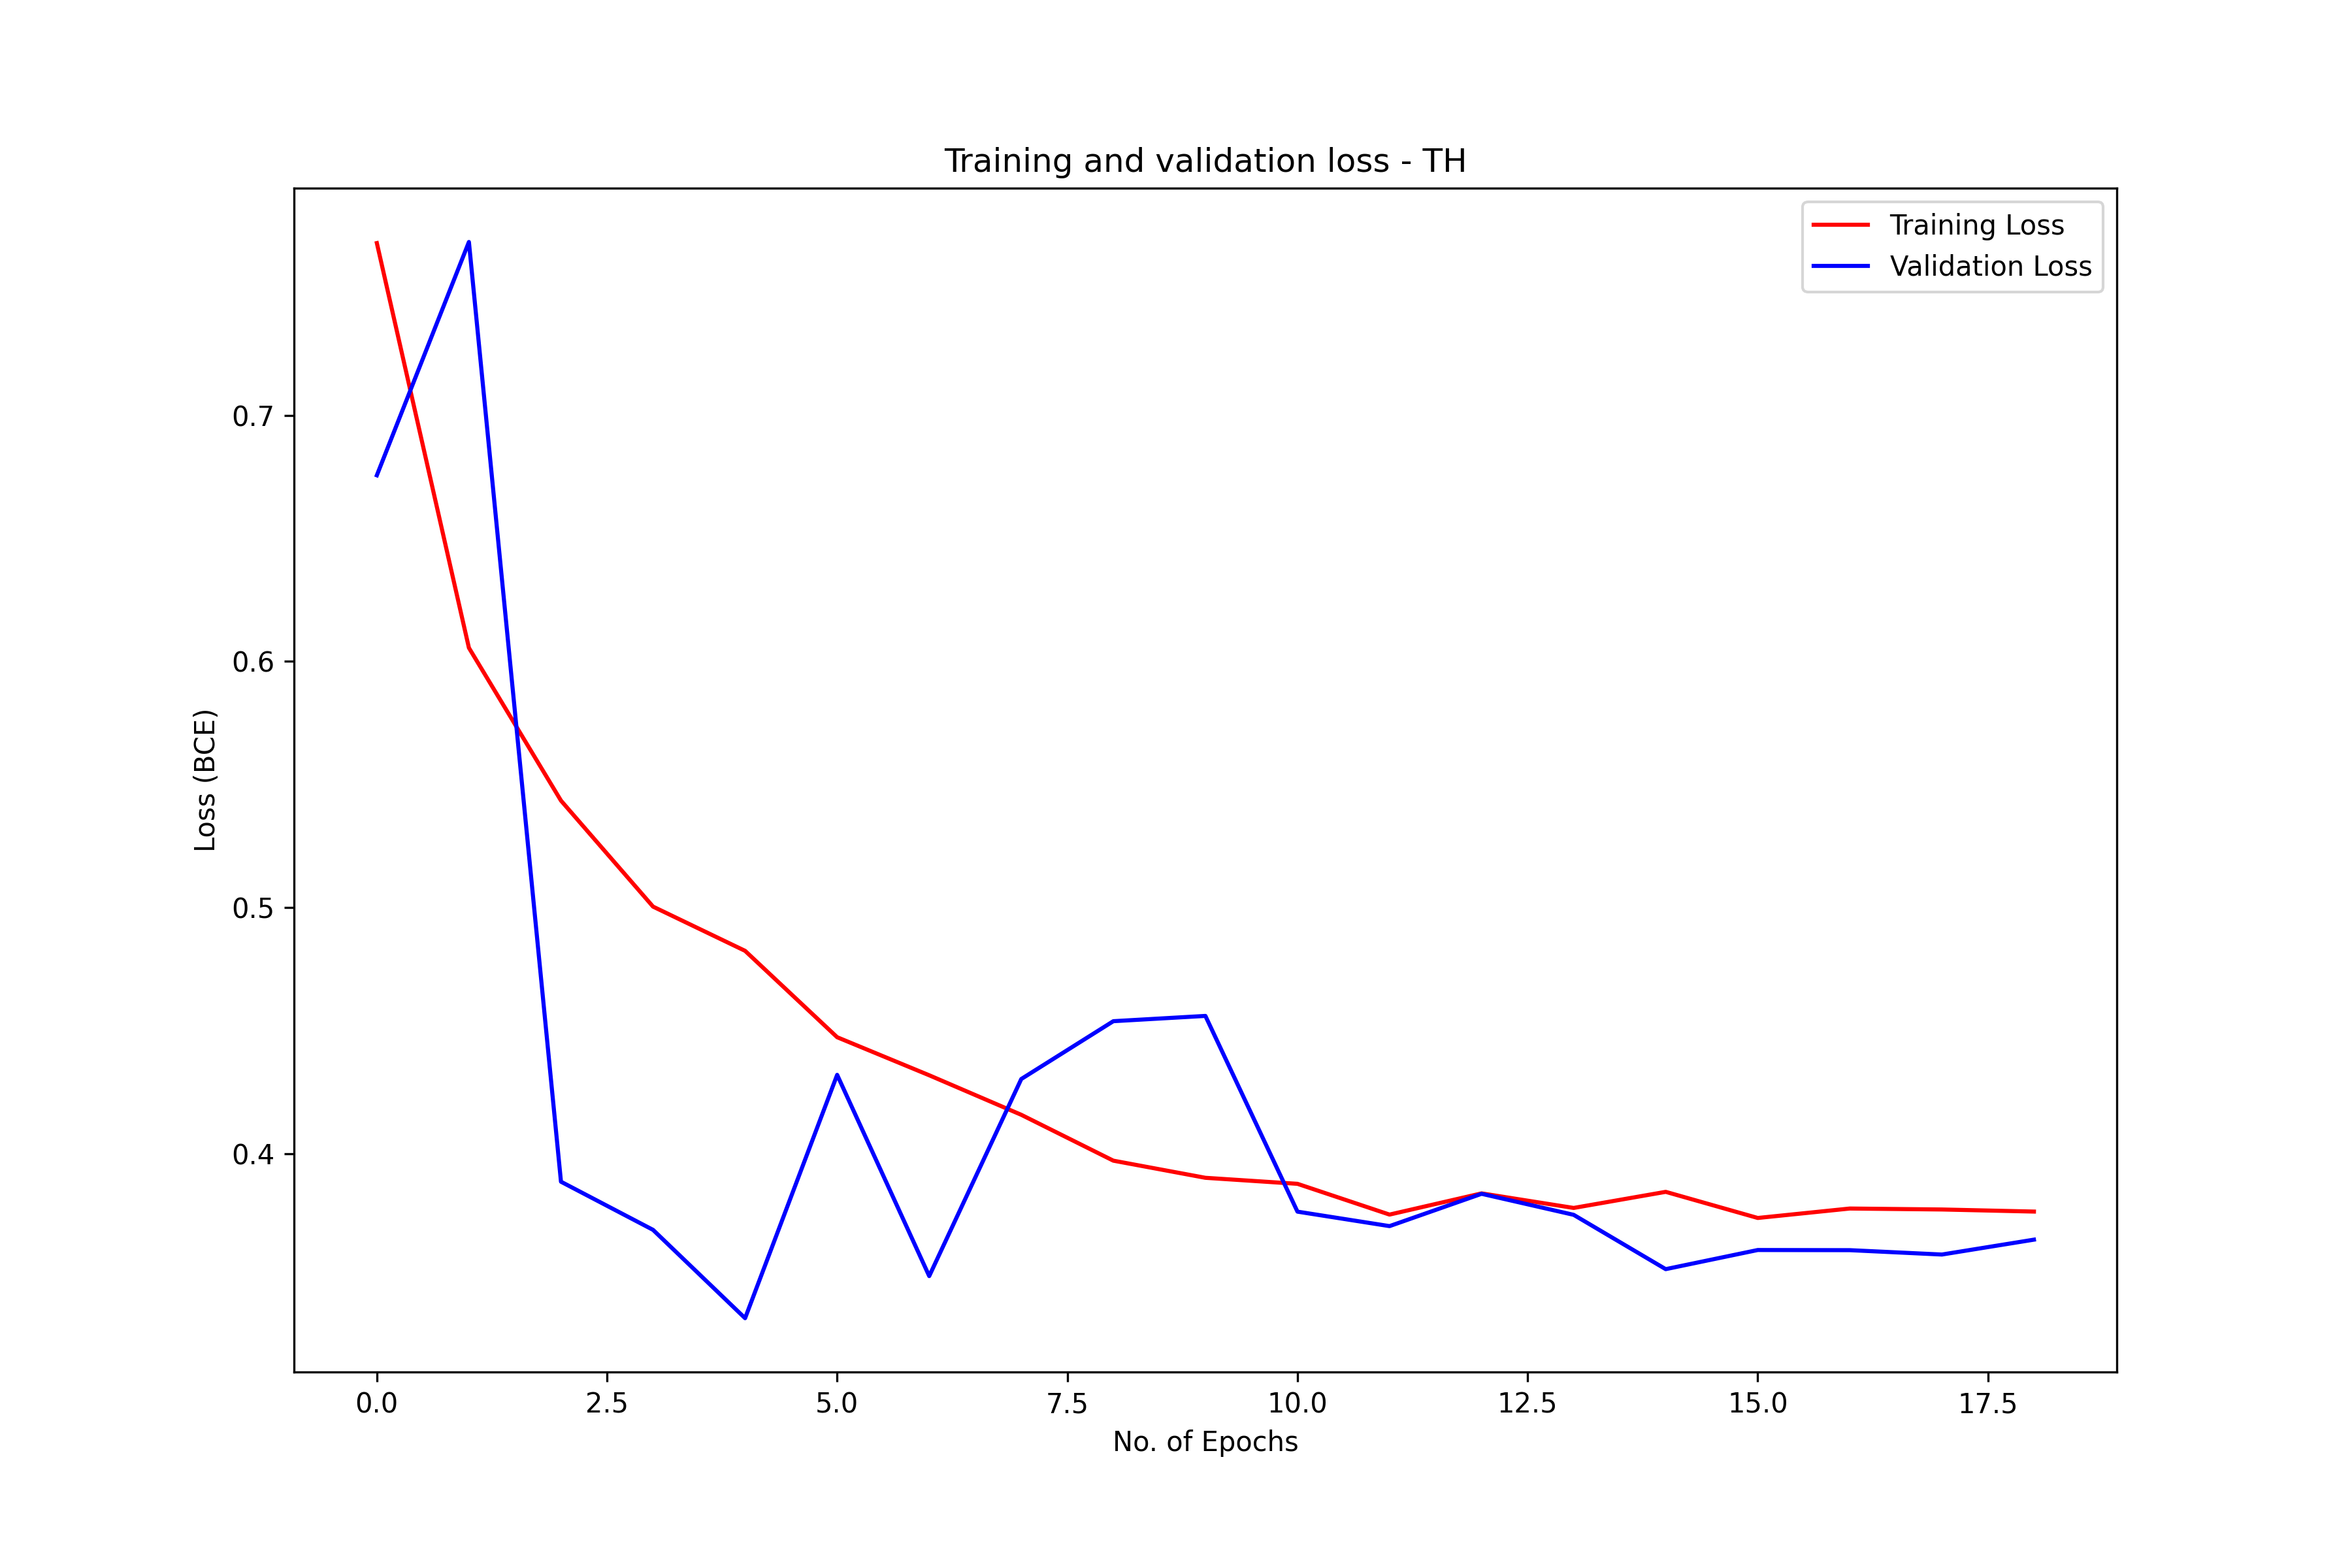 Training and validation loss - TH
Training Loss
Validation Loss
0.7
0.6
0.5
0.4
Loss (BCE)
0.0 2.5 5.0 7.5 10.0 12.5 15.0 17.5
No. of Epochs